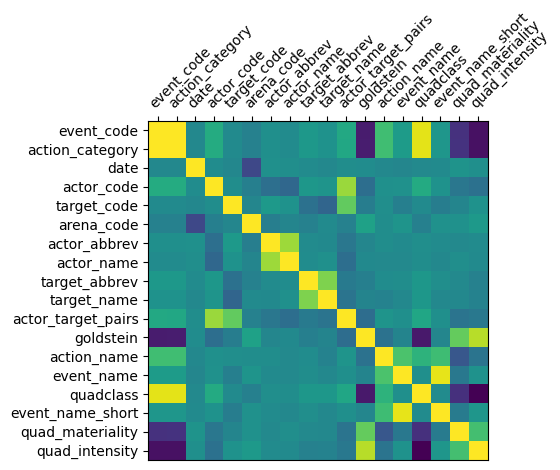 event_code
action_category
date
actor_code
target_code
arena_code
actor_abbrev
actor_name
target_abbrev
target_name
actor_target_pairs
goldstein
action_name
event_name
quadclass
event_name_short
quad_materiality
quad_intensity
event_code
action_category
date
actor_code
target_code
arena_code
actor_abbrev
actor_name
target_abbrev
target_name
actor_target_pairs
goldstein
action_name
event_name
quadclass
event_name_short
quad_materiality
quad_intensity